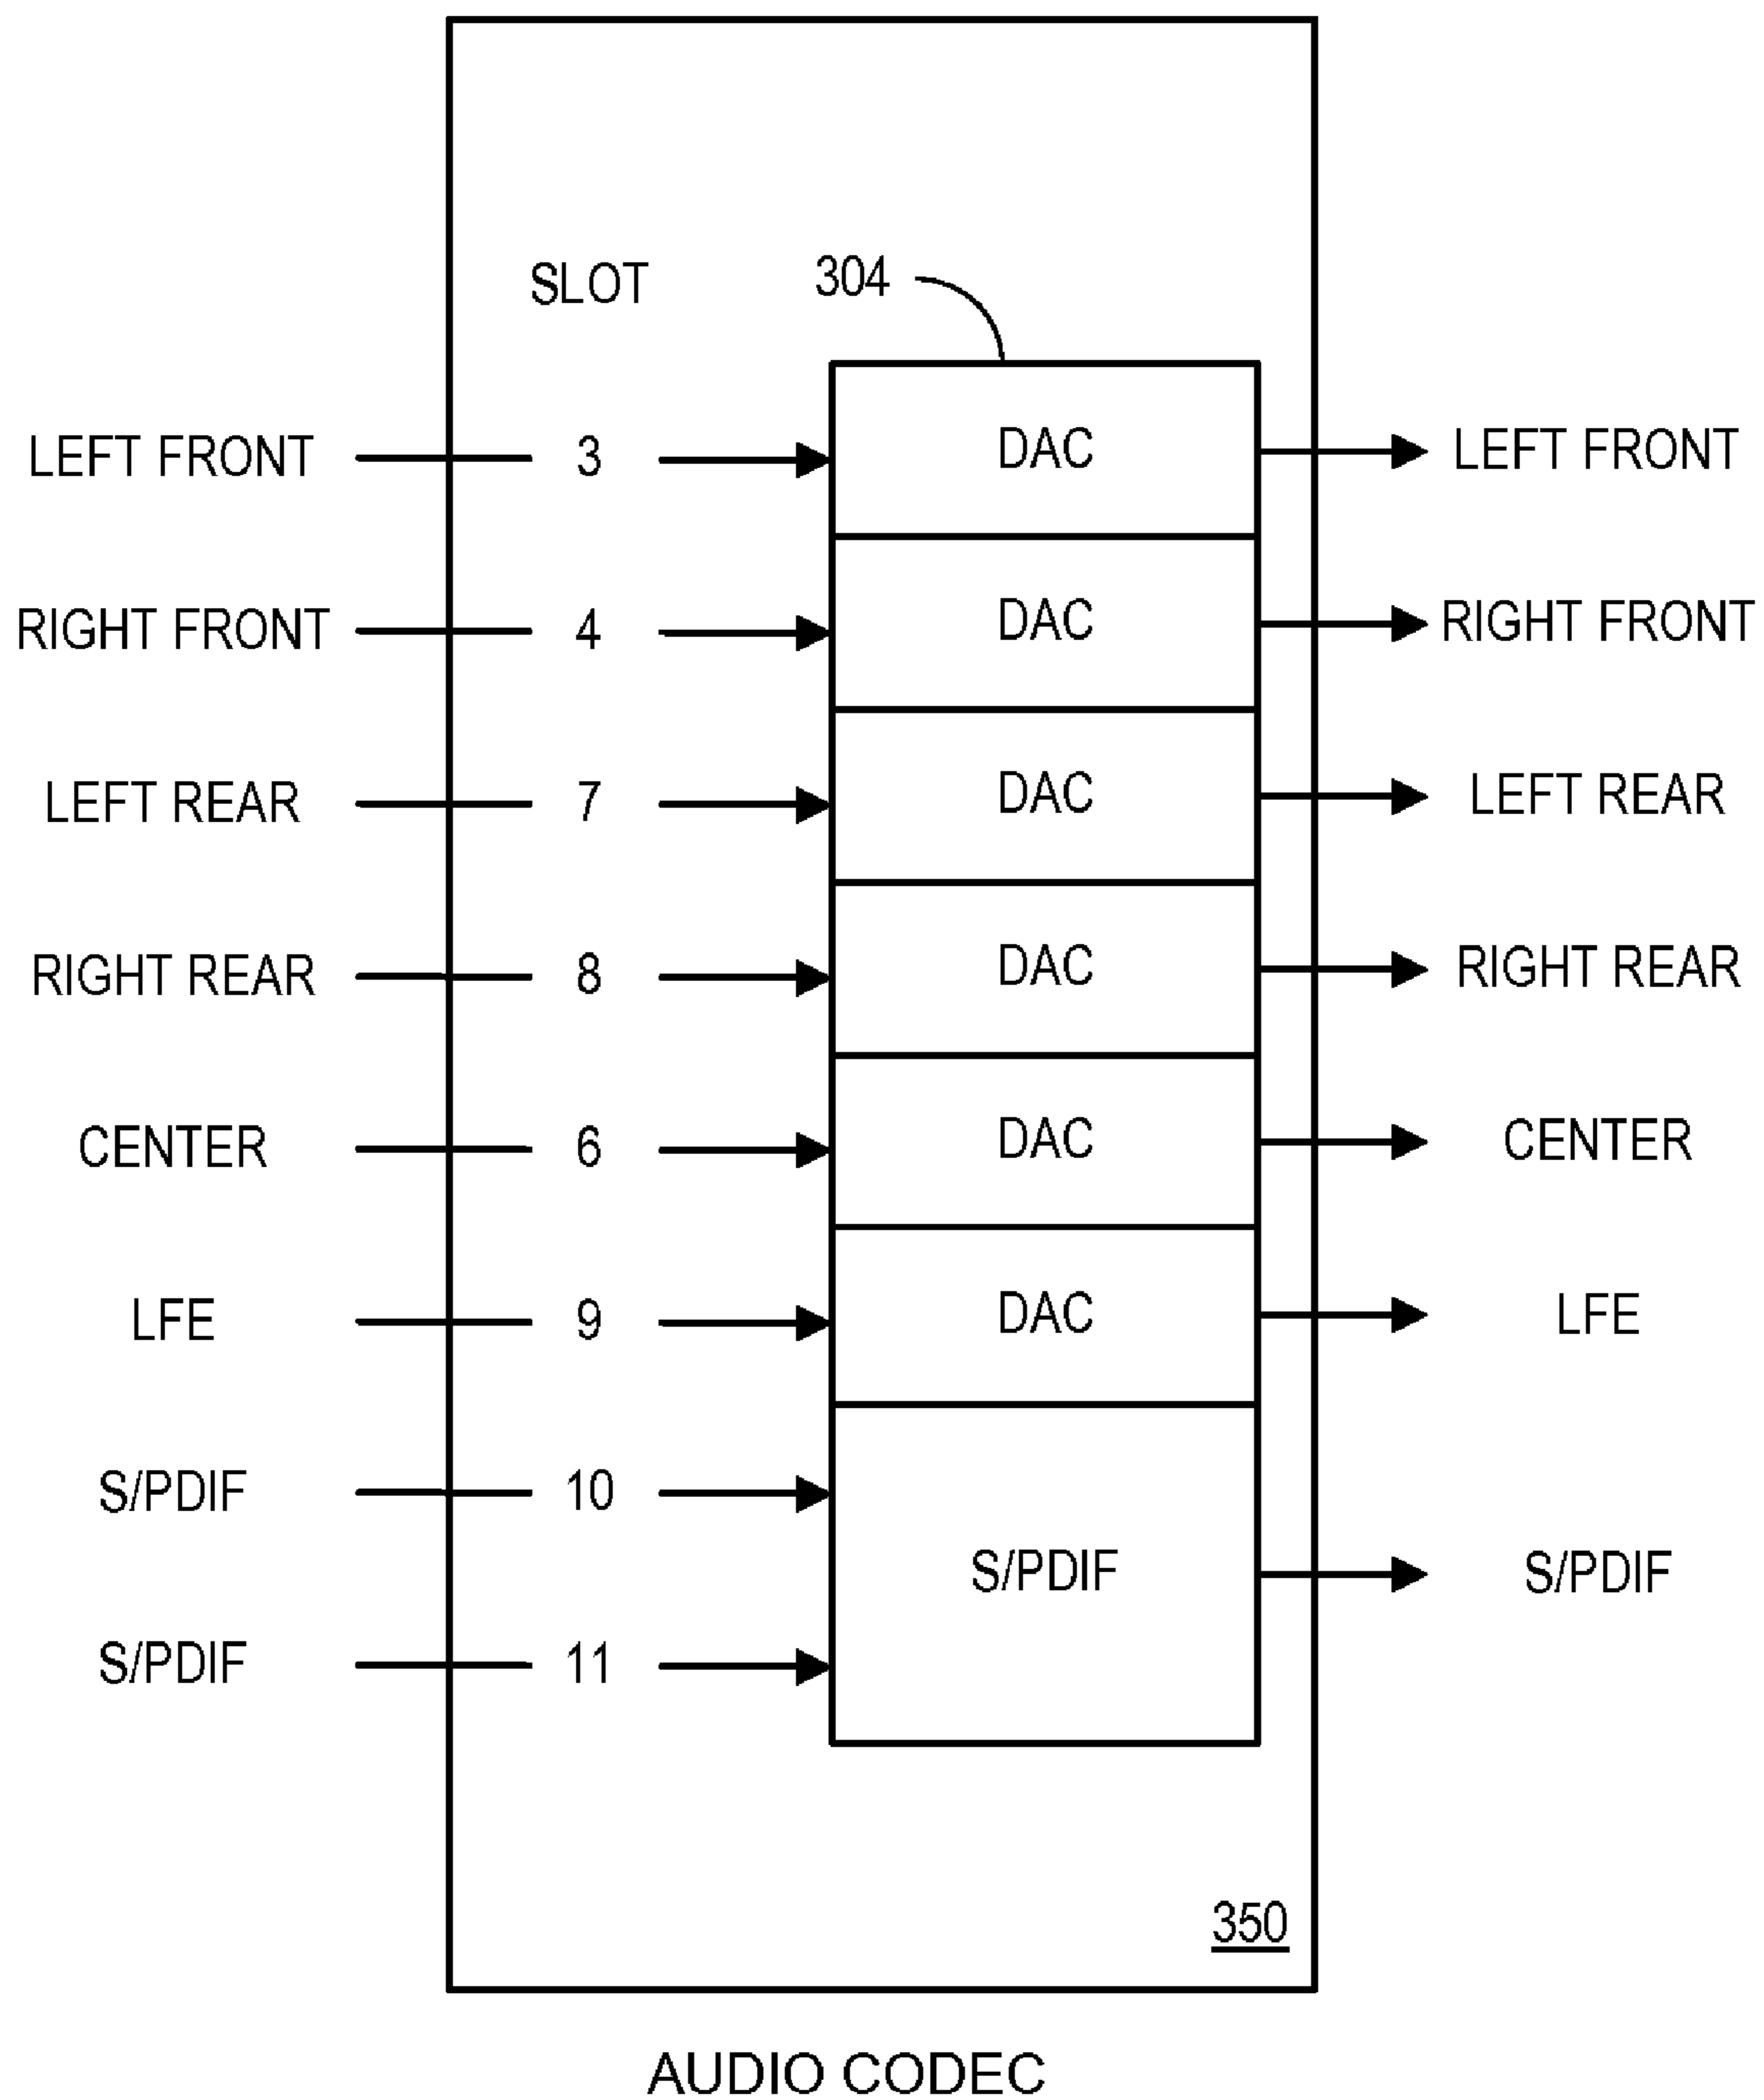 SLOT 304
LEFT FRONT 3 DAC LEFT FRONT
RIGHT FRONT 4 DAC RIGHT FRONT
LEFT REAR 7 DAC LEFT REAR
RIGHT REAR 8 DAC RIGHT REAR
CENTER 6 DAC CENTER
LFE 9 DAC LFE
S/PDIF 10
S/PDIF S/PDIF
S/PDIF 11
350
AUDIO CODEC